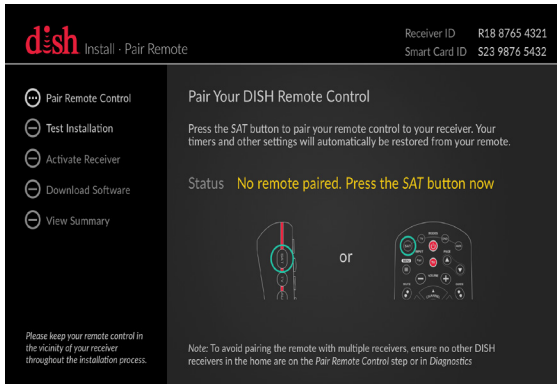 dish Install - Pair Remote
Receiver ID R18 8765 4321
Smart Card ID S23 9876 5432
Pair Remote Control
Test Installation
Activate Receiver
Download Software
View Summary
Please keep your remote control in
the vicinity of your receiver
throughout the installation process.
Pair Your DISH Remote Control
Press the SAT button to pair your remote control to your receiver. Your
timers and other settings will automatically be restored from your remote.
Status No remote paired. Press the SAT button now
or
Note: To avoid pairing the remote with multiple receivers, ensure no other DISH
receivers in the home are on the Pair Remote Control step or in Diagnostics